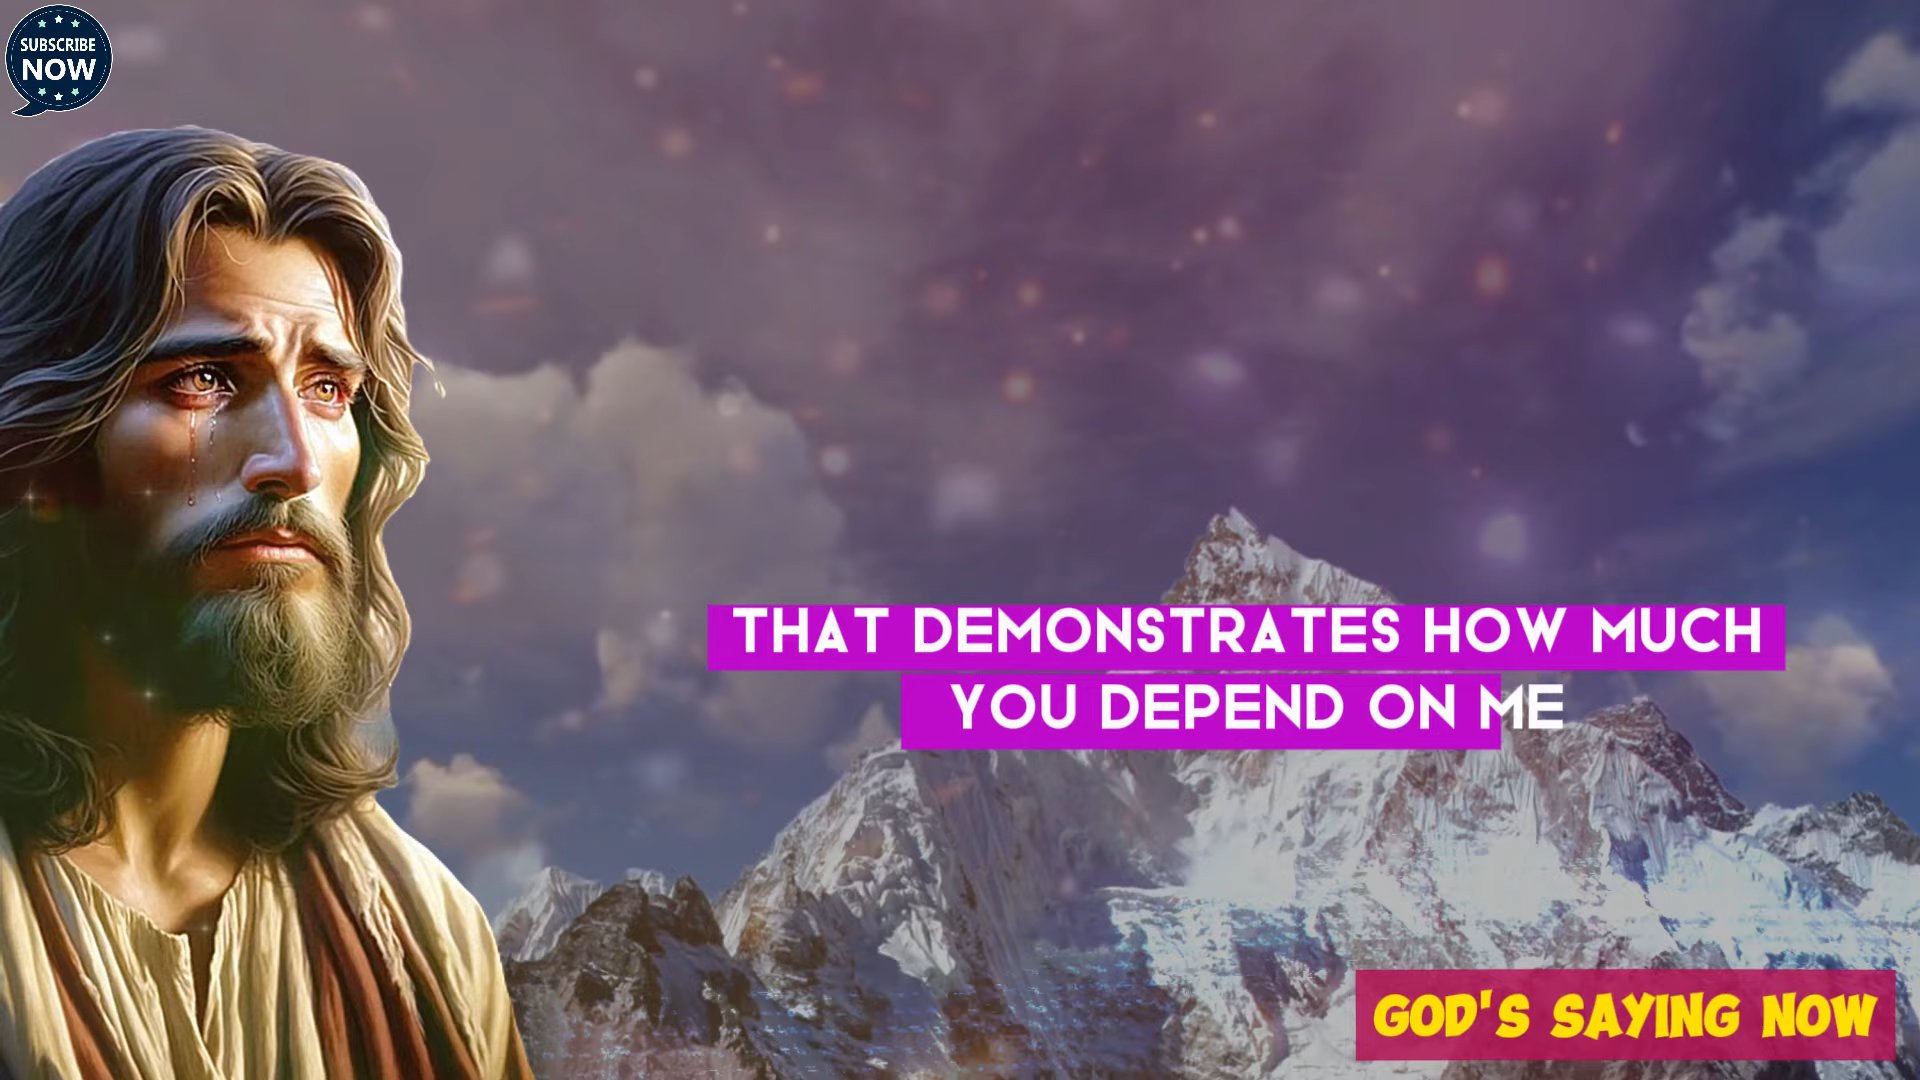 SUBSCRIBE
NOW
THAT DEMONSTRATES HOW MUCH
YOU DEPEND ON ME
GOD'S SAYING NOW